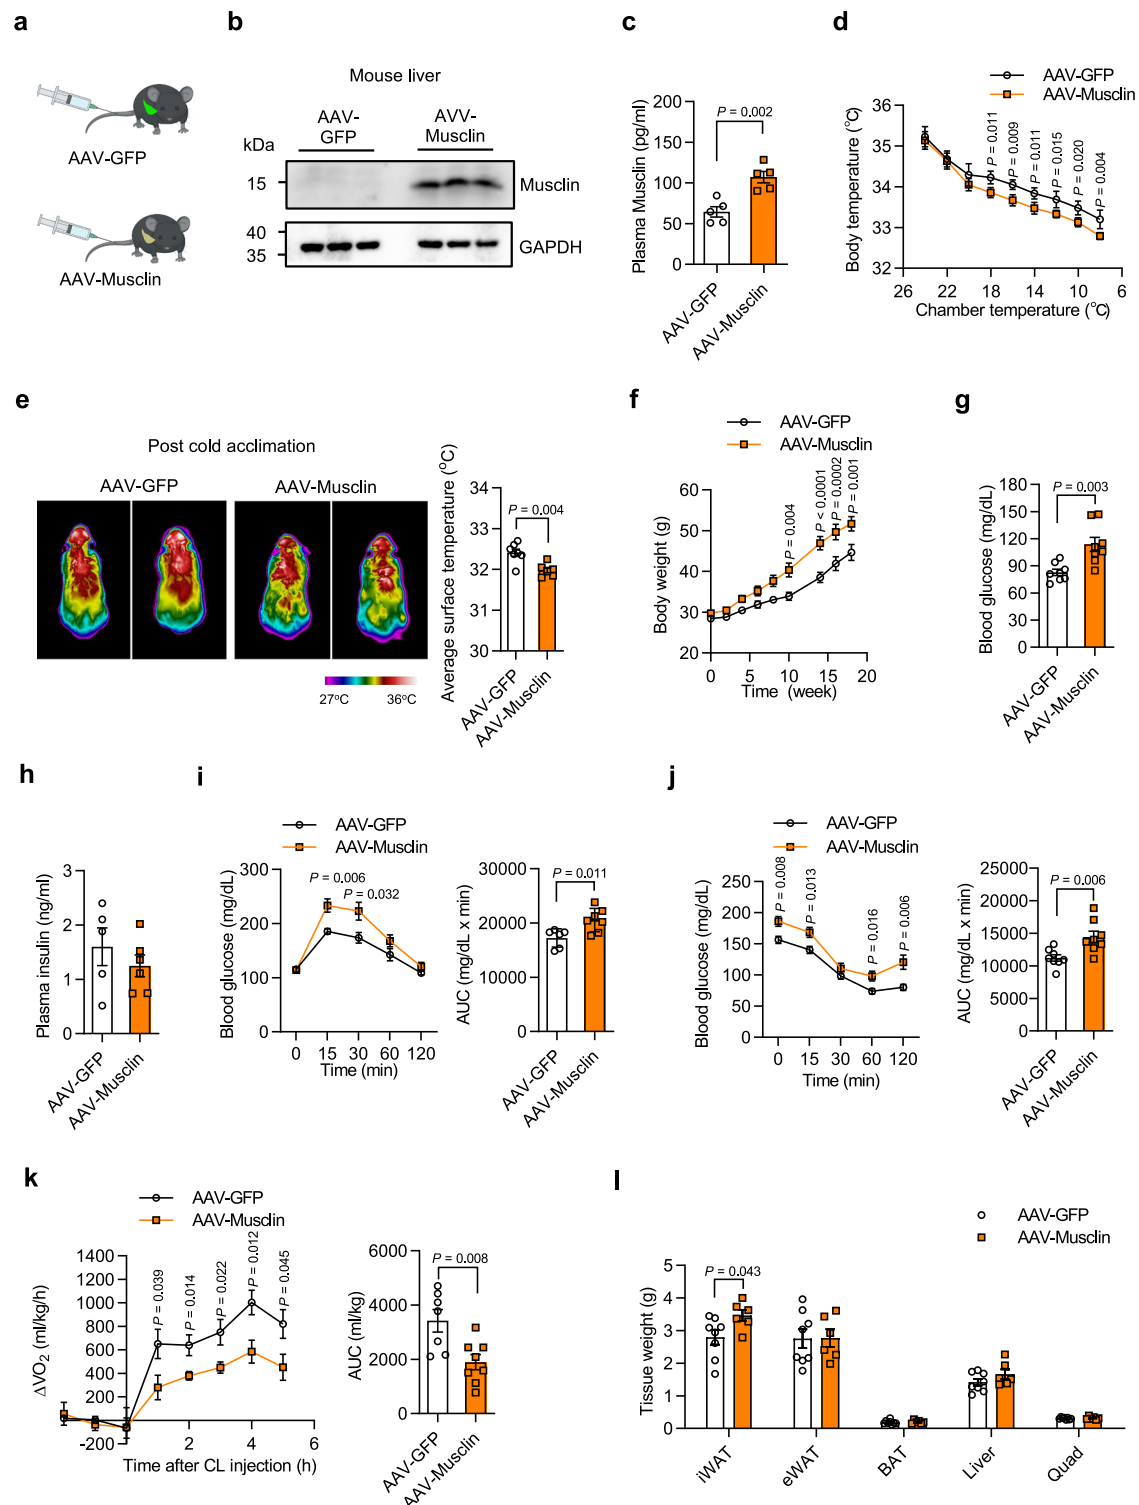 a
AAV-GFP
AAV-Musclin
b
Mouse liver
AAV-
GFP
AVV-
Musclin
kDa
15
Musclin
40
35
GAPDH
c
Plasma Musclin (pg/ml)
200
150
100
50
0
P = 0.002
AAV-GFP
AAV-Musclin
d
AAV-GFP
AAV-Musclin
Body temperature (°C)
36
35
34
33
32
P = 0.011
P = 0.009
P = 0.011
P = 0.015
P = 0.020
P = 0.004
26 22 18 14 10 6
Chamber temperature (°C)
e
Post cold acclimation
AAV-GFP
AAV-Musclin
27°C 36°C
Average surface temperature (°C)
34
33
32
31
30
P = 0.004
AAV-GFP
AAV-Musclin
f
AAV-GFP
AAV-Musclin
Body weight (g)
60
50
40
30
20
P = 0.004
P < 0.0001
P = 0.0002
P = 0.001
0 5 10 15 20
Time (week)
g
Blood glucose (mg/dL)
180
150
120
90
60
30
0
P = 0.003
AAV-GFP
AAV-Musclin
h
Plasma insulin (ng/ml)
3
2
1
0
AAV-GFP
AAV-Musclin
i
AAV-GFP
AAV-Musclin
Blood glucose (mg/dL)
300
200
100
0
P = 0.006
P = 0.032
0 15 30 60 120
Time (min)
AUC (mg/dL x min)
30000
20000
10000
0
P = 0.011
AAV-GFP
AAV-Musclin
j
AAV-GFP
AAV-Musclin
Blood glucose (mg/dL)
250
200
150
100
50
0
P = 0.008
P = 0.013
P = 0.016
P = 0.006
0 15 30 60 120
Time (min)
AUC (mg/dL x min)
25000
20000
15000
10000
5000
0
P = 0.006
AAV-GFP
AAV-Musclin
k
AAV-GFP
AAV-Musclin
ΔVO2 (ml/kg/h)
1400
1200
1000
800
600
400
200
-200
P = 0.039
P = 0.014
P = 0.022
P = 0.012
P = 0.045
2 4 6
Time after CL injection (h)
AUC (ml/kg)
6000
4000
2000
0
P = 0.008
AAV-GFP
AAV-Musclin
l
AAV-GFP
AAV-Musclin
Tissue weight (g)
5
4
3
2
1
0
P = 0.043
iWAT
eWAT
BAT
Liver
Quad